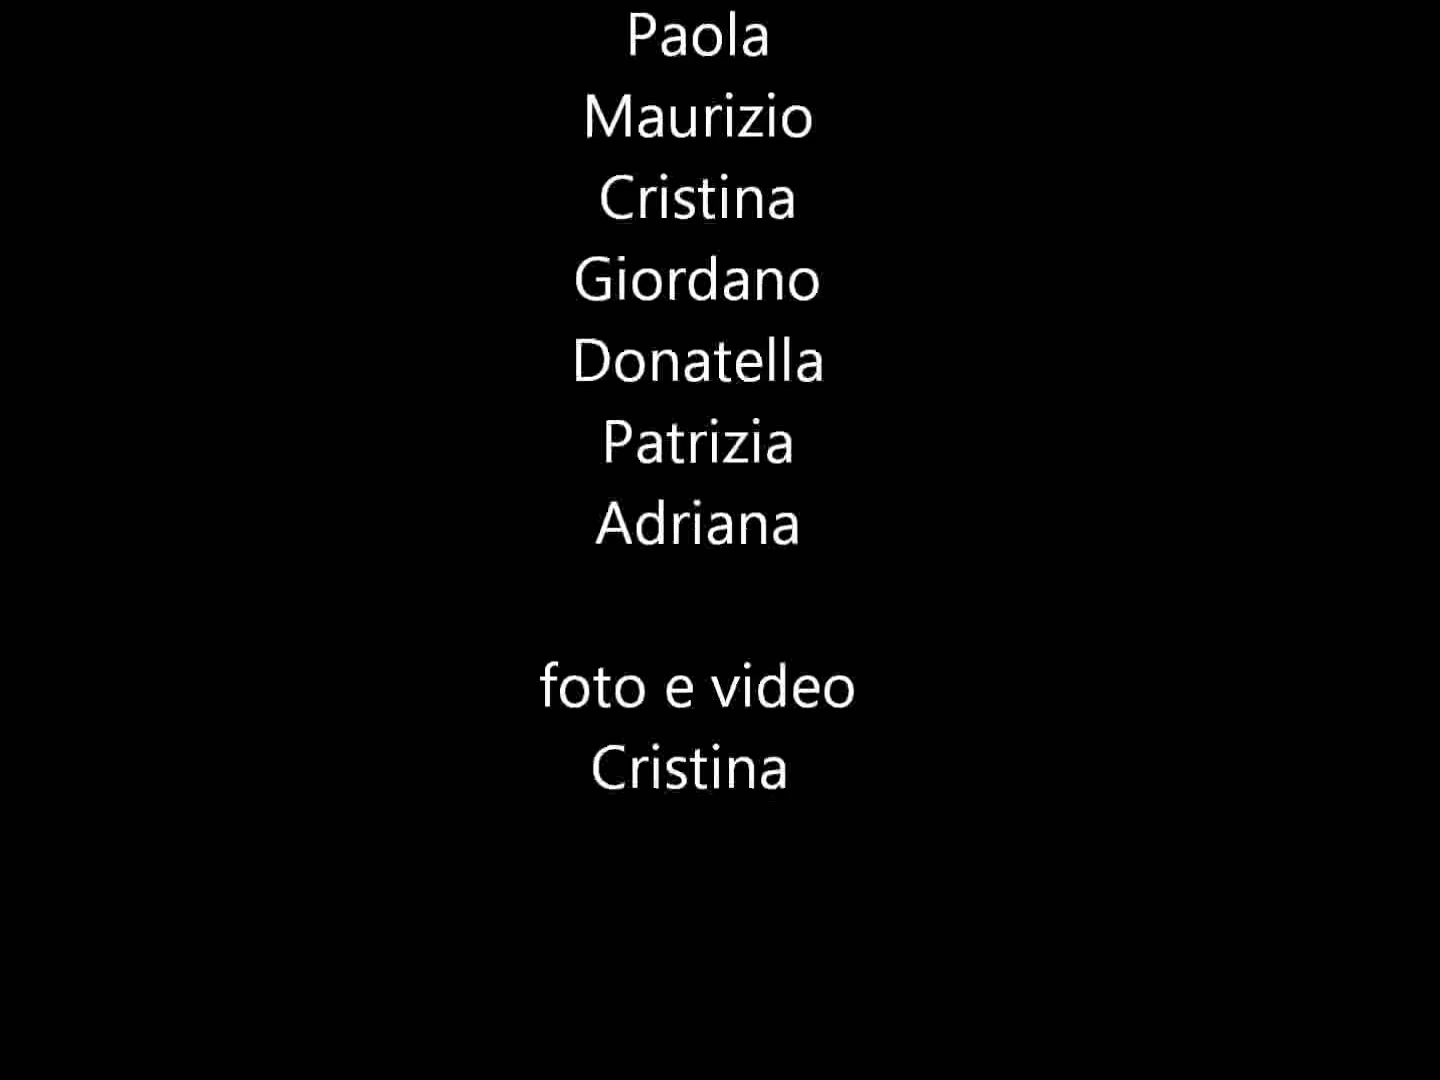 Paola
Maurizio
Cristina
Giordano
Donatella
Patrizia
Adriana
foto e video
Cristina